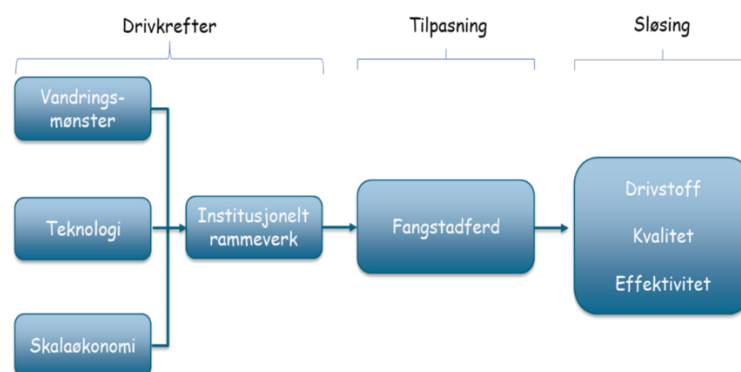 Drivkrefter
Tilpasning
Sløsing
Vandrings-
mønster
Teknologi
Skalaøkonomi
Institusjonelt
rammeverk
Fangstadferd
Drivstoff
Kvalitet
Effektivitet